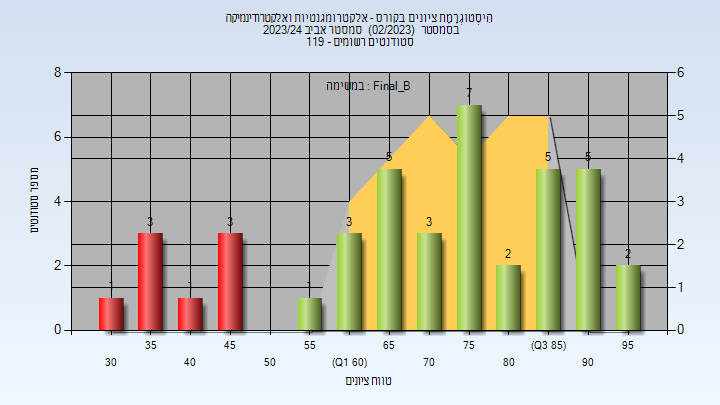 הִיסְטוֹגְרַמַת ציונים בקורס - אלקטרומגנטיות ואלקטרודינמיקה
בסמסטר (02/2023) סמסטר אביב 2023/24
סטודנטים רשומים - 119
במשימה : Final_B
8 6 4 2 0
מספר סטודנטים
6 5 4 3 2 1 0
1 3 1 3 1 3 5 3 7 2 5 5 2
35 45 55 65 75 (Q3 85) 95
30 40 50 (Q1 60) 70 80 90
טווח ציונים